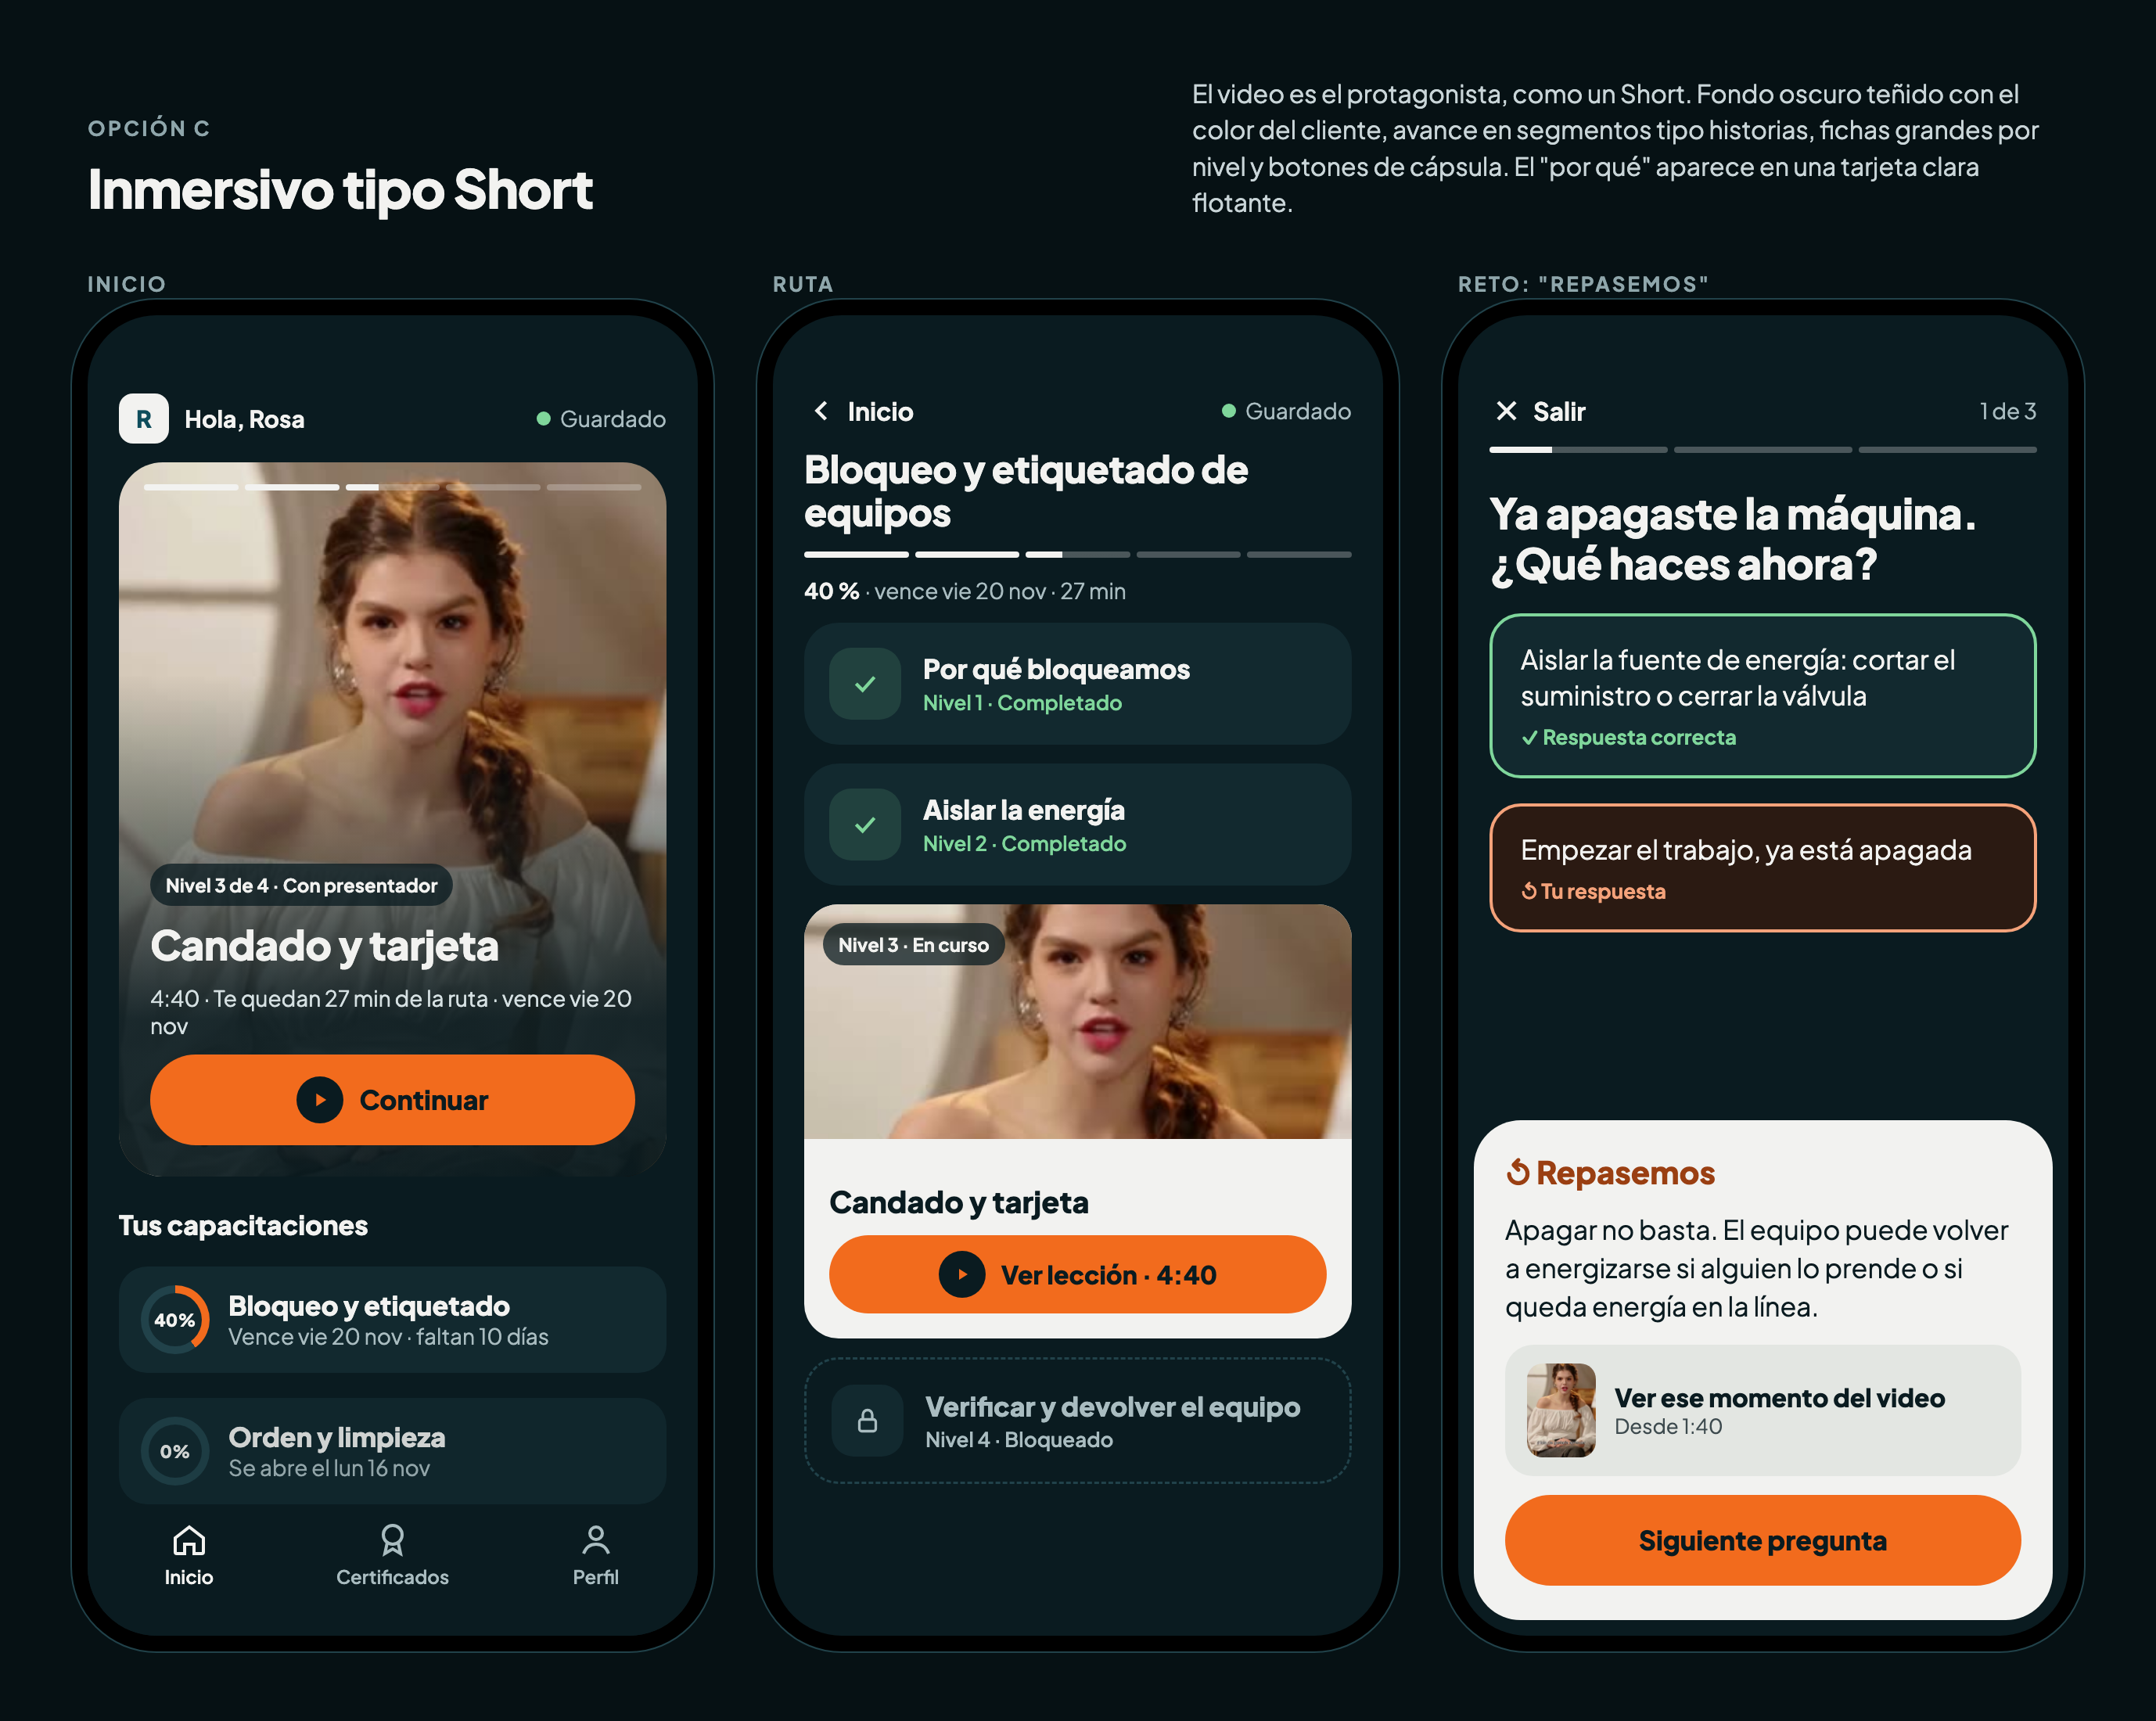 OPCIÓN C
Inmersivo tipo Short
El video es el protagonista, como un Short. Fondo oscuro teñido con el
color del cliente, avance en segmentos tipo historias, fichas grandes por
nivel y botones de cápsula. El "por qué" aparece en una tarjeta clara
flotante.
INICIO
R
Hola, Rosa
Guardado
Nivel 3 de 4 · Con presentador
Candado y tarjeta
4:40 · Te quedan 27 min de la ruta · vence vie 20
nov
Continuar
Tus capacitaciones
40%
Bloqueo y etiquetado
Vence vie 20 nov · faltan 10 días
0%
Orden y limpieza
Se abre el lun 16 nov
Inicio
Certificados
Perfil
RUTA
Inicio
Guardado
Bloqueo y etiquetado de
equipos
40 % · vence vie 20 nov · 27 min
Por qué bloqueamos
Nivel 1 · Completado
Aislar la energía
Nivel 2 · Completado
Nivel 3 · En curso
Candado y tarjeta
Ver lección · 4:40
Verificar y devolver el equipo
Nivel 4 · Bloqueado
RETO: "REPASEMOS"
Salir
1 de 3
Ya apagaste la máquina.
¿Qué haces ahora?
Aislar la fuente de energía: cortar el
suministro o cerrar la válvula
Respuesta correcta
Empezar el trabajo, ya está apagada
Tu respuesta
Repasemos
Apagar no basta. El equipo puede volver
a energizarse si alguien lo prende o si
queda energía en la línea.
Ver ese momento del video
Desde 1:40
Siguiente pregunta